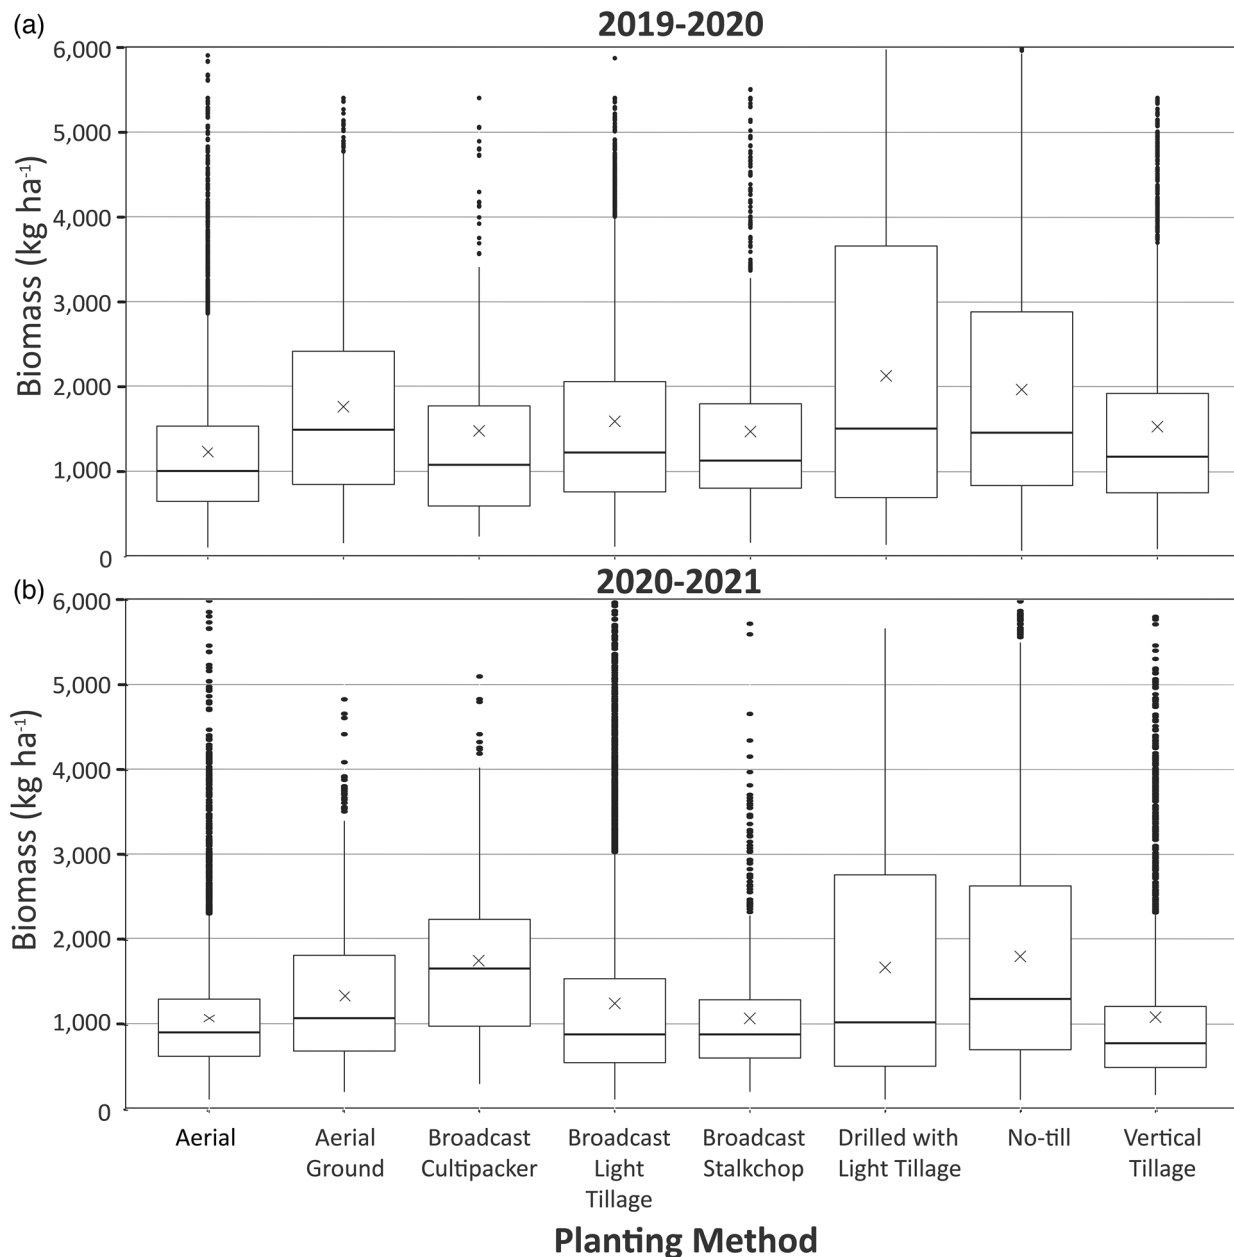 (a)
2019-2020
6,000
5,000
4,000
3,000
2,000
1,000
0
Biomass (kg ha-1)
(b)
2020-2021
6,000
5,000
4,000
3,000
2,000
1,000
0
Biomass (kg ha-1)
Aerial
Aerial
Ground
Broadcast
Cultipacker
Broadcast
Light
Tillage
Broadcast
Stalkchop
Drilled with
Light Tillage
No-till
Vertical
Tillage
Planting Method